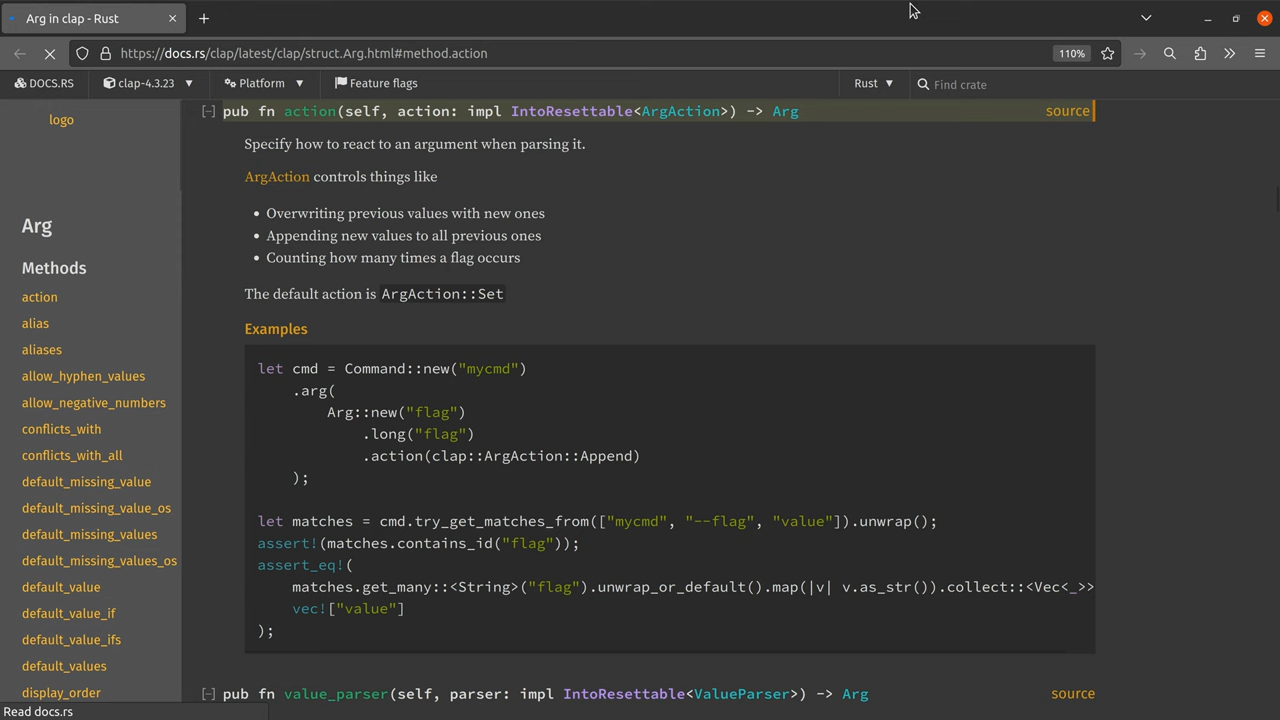 Arg in clap - Rust
https://docs.rs/clap/latest/clap/struct.Arg.html#method.action
110%
DOCS.RS
clap-4.3.23
Platform
Feature flags
Rust
Find crate
logo
Arg
Methods
action
alias
aliases
allow_hyphen_values
allow_negative_numbers
conflicts_with
conflicts_with_all
default_missing_value
default_missing_value_os
default_missing_values
default_missing_values_os
default_value
default_value_if
default_value_ifs
default_values
display_order
[-] pub fn action(self, action: impl IntoResettable<ArgAction>) -> Arg
source
Specify how to react to an argument when parsing it.
ArgAction controls things like
• Overwriting previous values with new ones
• Appending new values to all previous ones
• Counting how many times a flag occurs
The default action is ArgAction::Set
Examples
let cmd = Command::new("mycmd")
    .arg(
        Arg::new("flag")
            .long("flag")
            .action(clap::ArgAction::Append)
    );
let matches = cmd.try_get_matches_from(["mycmd", "--flag", "value"]).unwrap();
assert!(matches.contains_id("flag"));
assert_eq!(
    matches.get_many::<String>("flag").unwrap_or_default().map(|v| v.as_str()).collect::<Vec<_>>
    vec!["value"]
);
[-] pub fn value_parser(self, parser: impl IntoResettable<ValueParser>) -> Arg
source
Read docs.rs